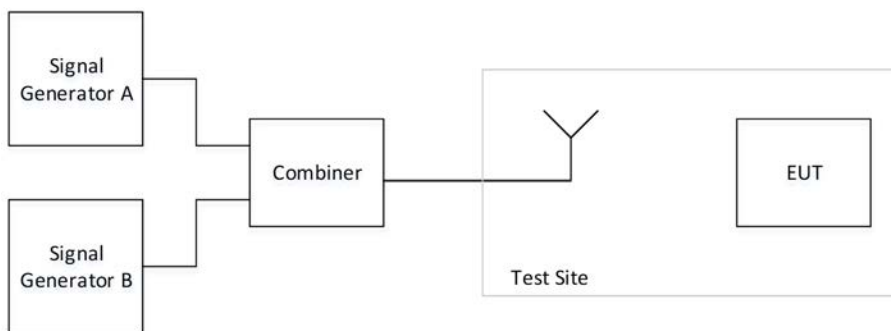 Signal
Generator A
Combiner
EUT
Signal
Generator B
Test Site